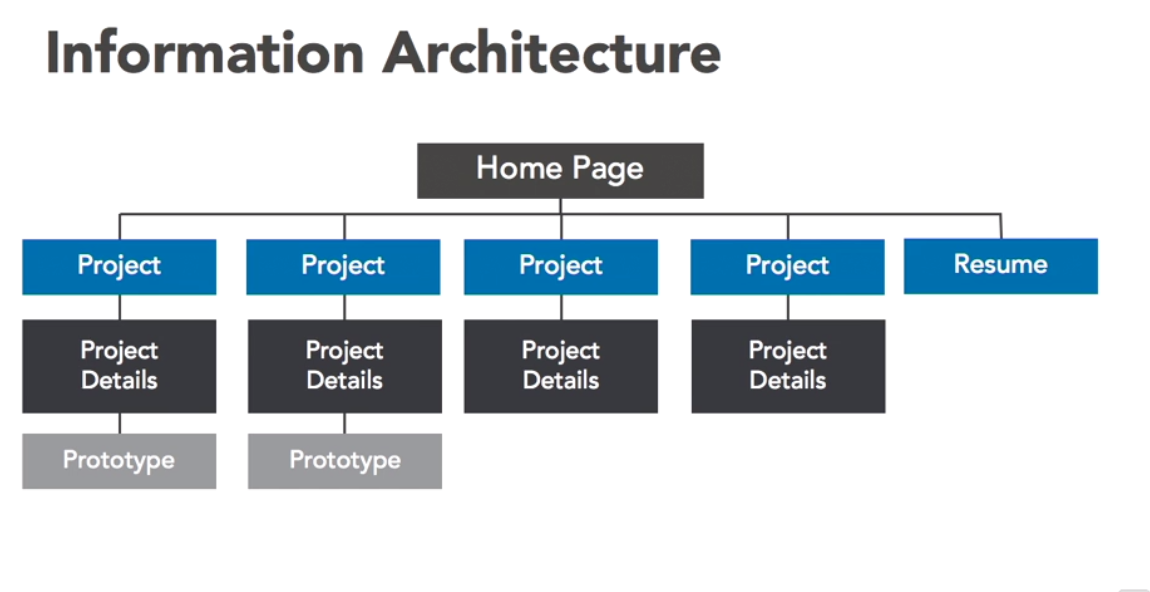 Information Architecture
Home Page
Project
Project
Project
Project
Resume
Project
Details
Project
Details
Project
Details
Project
Details
Prototype
Prototype